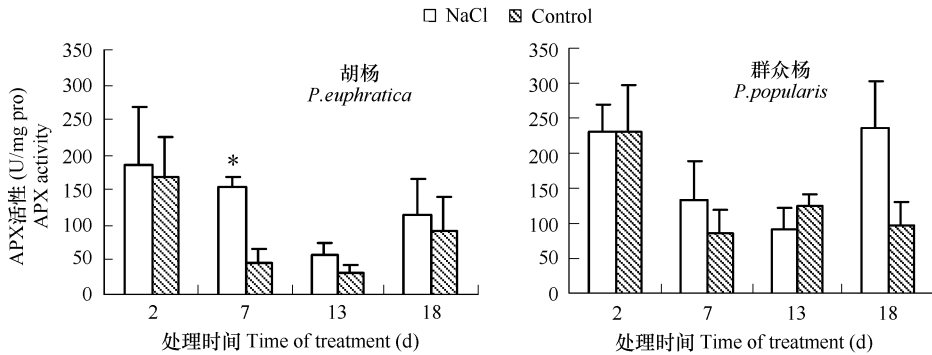 NaCl Control
APX活性 (U/mg pro)
APX activity
350
300
250
200
150
100
50
0
胡杨
P.euphratica
*
2 7 13 18
处理时间 Time of treatment (d)
350
300
250
200
150
100
50
0
群众杨
P.popularis
2 7 13 18
处理时间 Time of treatment (d)